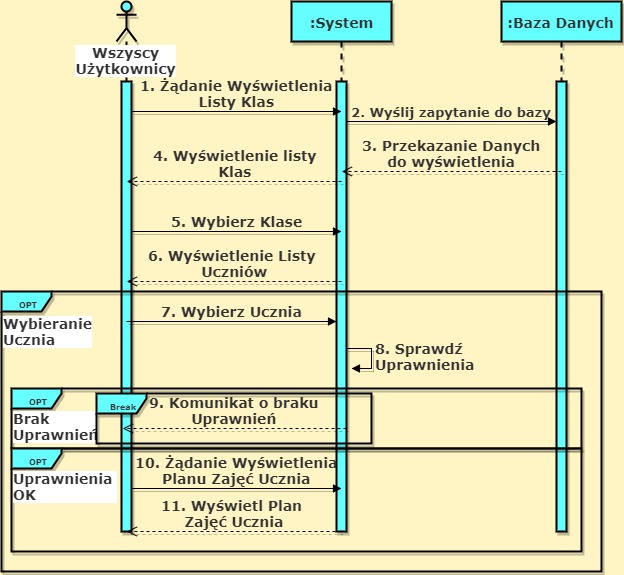 :System
:Baza Danych
Wszyscy
Użytkownicy
1. Żądanie Wyświetlenia
Listy Klas
2. Wyślij zapytanie do bazy
3. Przekazanie Danych
do wyświetlenia
4. Wyświetlenie listy
Klas
5. Wybierz Klase
6. Wyświetlenie Listy
Uczniów
OPT
Wybieranie
Ucznia
7. Wybierz Ucznia
8. Sprawdź
Uprawnienia
OPT
Brak
Uprawnień
Break
9. Komunikat o braku
Uprawnień
OPT
Uprawnienia
OK
10. Żądanie Wyświetlenia
Planu Zajęć Ucznia
11. Wyświetl Plan
Zajęć Ucznia